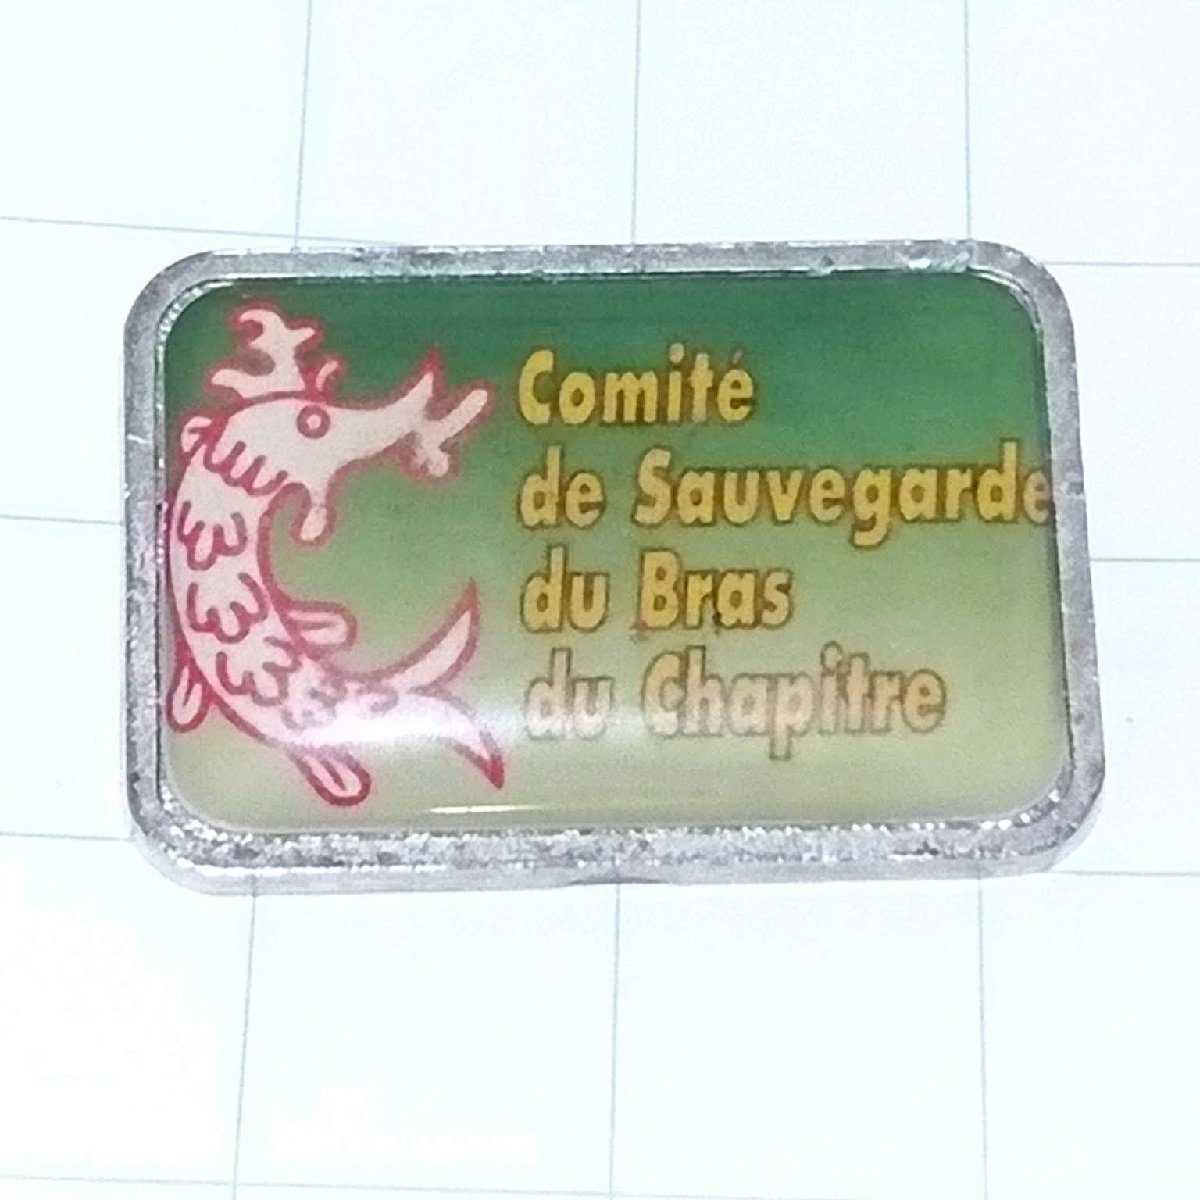 Comité
de Sauvegarde
du Bras
du Chapitre